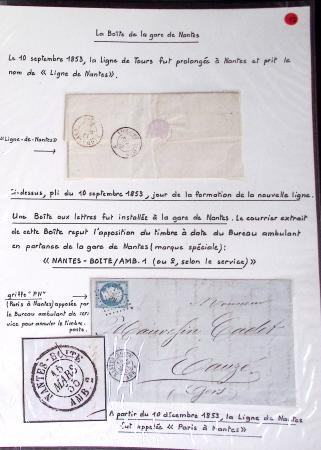 La Boîte de la gare de Nantes
Le 10 septembre 1853, la Ligne de Tours fut prolongée à Nantes et prit le
nom de « Ligne de Nantes ».
«Ligne-de-Nantes»
Ci-dessus, pli du 10 septembre 1853, jour de la formation de la nouvelle ligne.
Une Boîte aux lettres fut installée à la gare de Nantes. Le courrier extrait
de cette Boîte reçut l'apposition du timbre à date du Bureau ambulant
en partance de la gare de Nantes (marque spéciale):
« NANTES-BOITE/AMB.1 (ou 2, selon le service) »
griffe "PN"
(Paris à Nantes) apposée par
le Bureau ambulant de ser-
vice pour annuler le timbre-
poste.
Monsieur
Mauvesin Cadet
Eauze
Gers
NANTES-BOITE
MARS
55
AMB. 2
A partir du 10 décembre 1853, la Ligne de Nantes
fut appelée « Paris à Nantes »